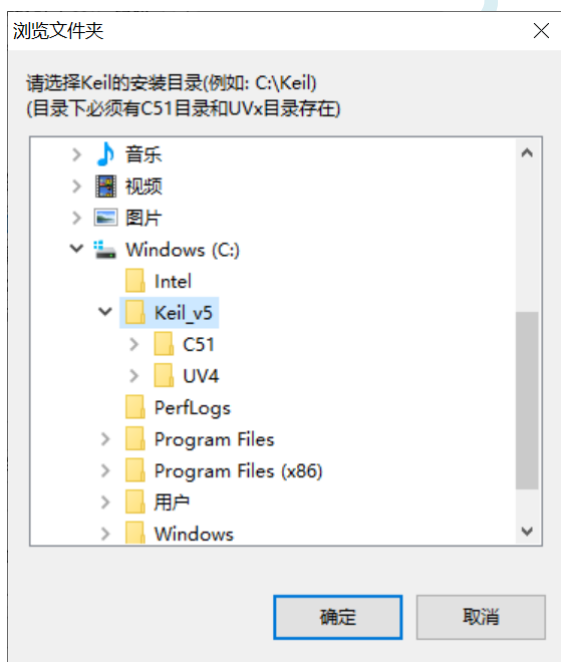 浏览文件夹
请选择Keil的安装目录(例如: C:\Keil)
(目录下必须有C51目录和UVx目录存在)
音乐
视频
图片
Windows (C:)
Intel
Keil_v5
C51
UV4
PerfLogs
Program Files
Program Files (x86)
用户
Windows
确定
取消